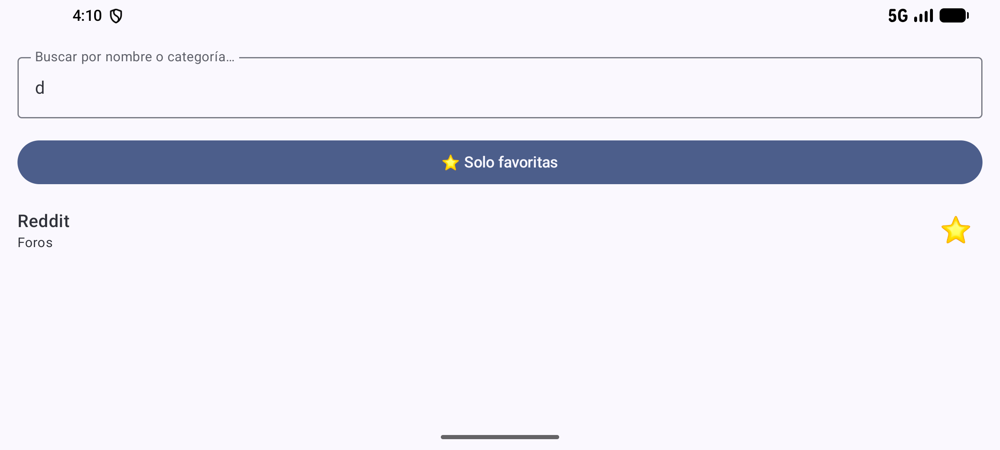 4:10 5G
Buscar por nombre o categoría…
d
⭐ Solo favoritas
Reddit
Foros